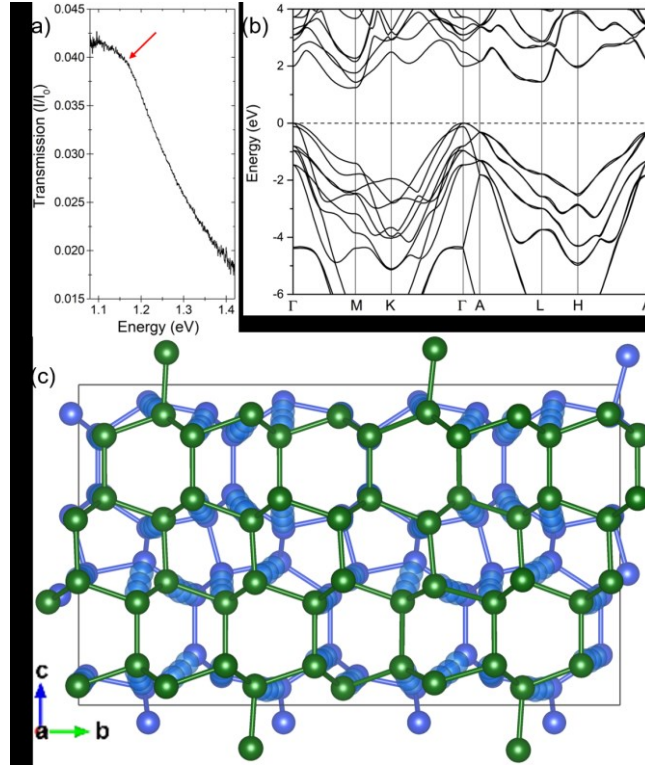 a)
(b)
0.045
0.040
0.035
0.030
0.025
0.020
0.015
Transmission (I/I₀)
1.1 1.2 1.3 1.4
Energy (eV)
4
2
0
-2
-4
-6
Energy (eV)
Γ M K Γ A L H A
(c)
c
a b